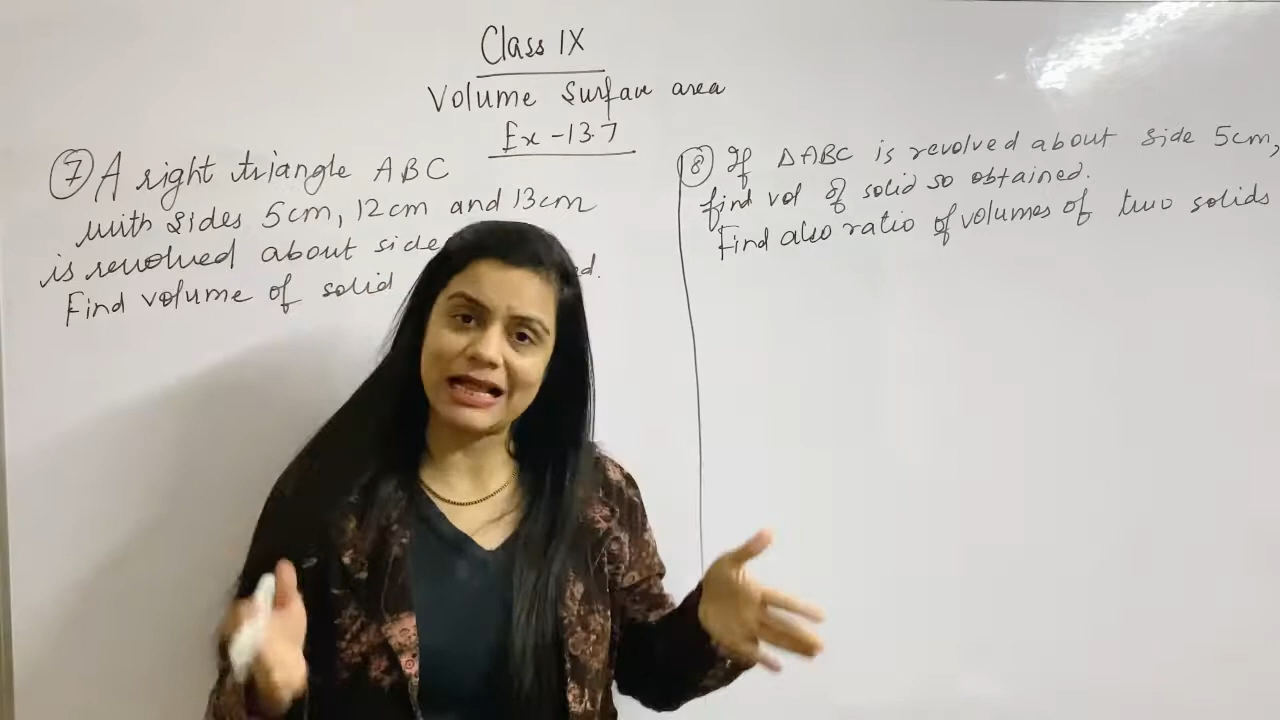 Class IX
Volume Surface area
Ex - 13.7
⑦ A right triangle ABC
with sides 5cm, 12cm and 13cm
is revolved about side
Find volume of solid
⑧ If △ABC is revolved about side 5cm,
find vol of solid so obtained.
Find also ratio of volumes of two solids